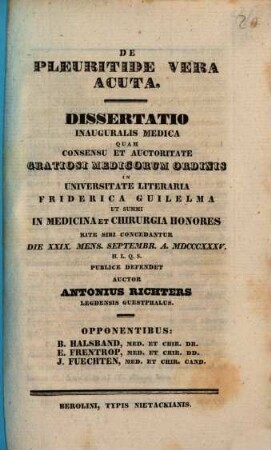 DE
PLEURITIDE VERA
ACUTA.
DISSERTATIO
INAUGURALIS MEDICA
QUAM
CONSENSU ET AUCTORITATE
GRATIOSI MEDICORUM ORDINIS
IN
UNIVERSITATE LITERARIA
FRIDERICA GUILELMA
UT SUMMI
IN MEDICINA ET CHIRURGIA HONORES
RITE SIBI CONCEDANTUR
DIE XXIX. MENS. SEPTEMBR. A. MDCCCXXXV.
H. L. Q. S.
PUBLICE DEFENDET
AUCTOR
ANTONIUS RICHTERS
LEGDENSIS GUESTPHALUS.
OPPONENTIBUS:
B. HALSBAND, MED. ET CHIR. DR.
E. FRENTROP, MED. ET CHIR. DD.
J. FUECHTEN, MED. ET CHIR. CAND.
BEROLINI, TYPIS NIETACKIANIS.